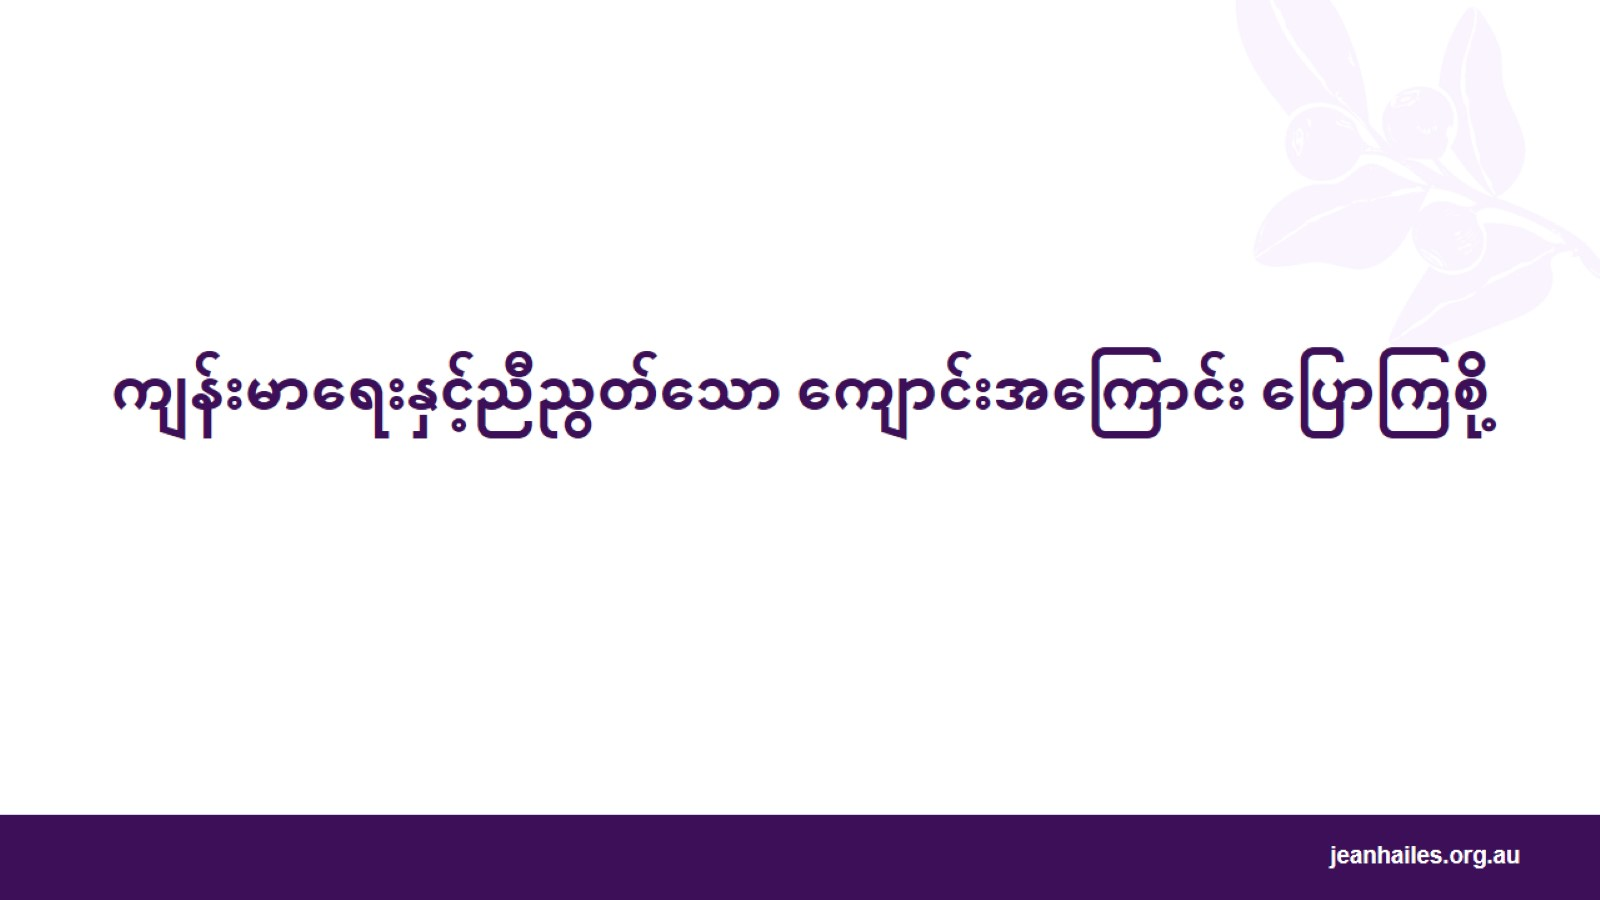 ကျန်းမာရေးနှင့်ညီညွတ်သော ကျောင်းအကြောင်း ပြောကြစို့
jeanhailes.org.au